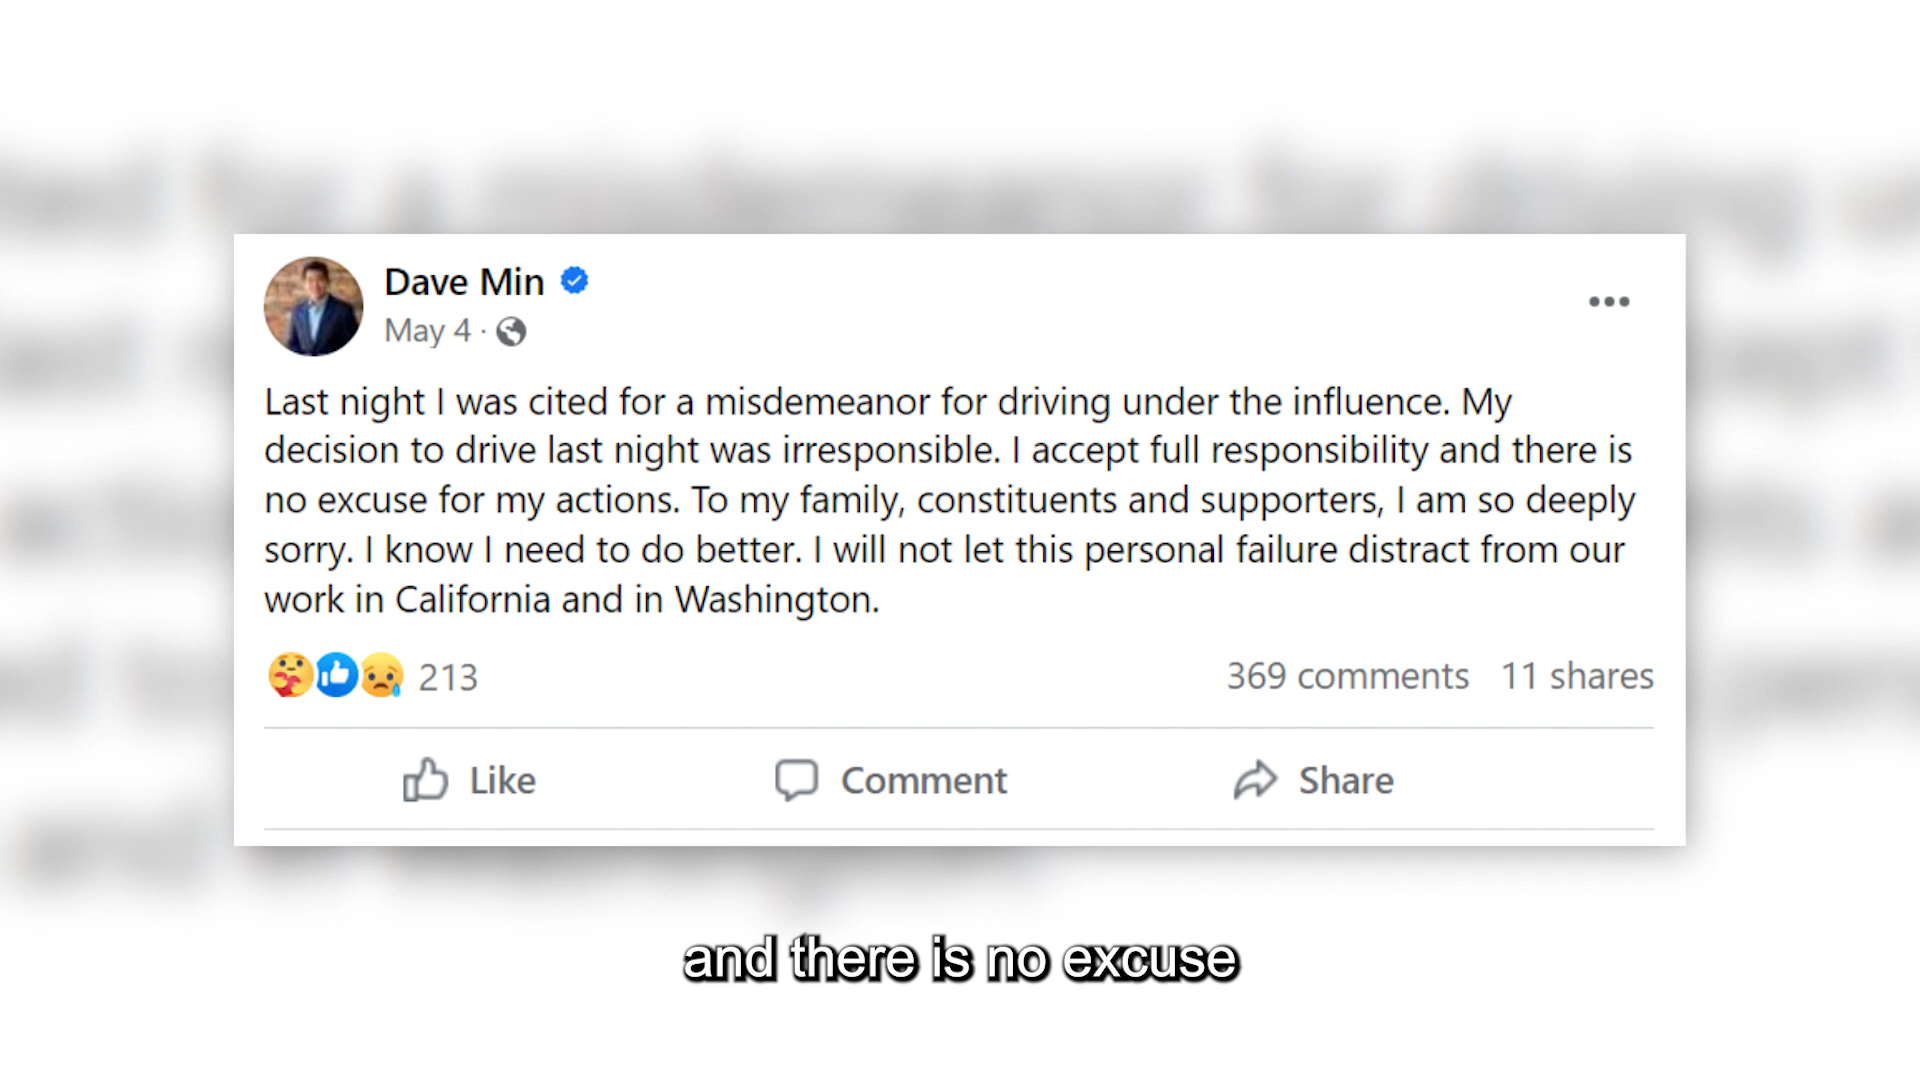 Dave Min
May 4 ·
Last night I was cited for a misdemeanor for driving under the influence. My
decision to drive last night was irresponsible. I accept full responsibility and there is
no excuse for my actions. To my family, constituents and supporters, I am so deeply
sorry. I know I need to do better. I will not let this personal failure distract from our
work in California and in Washington.
213 369 comments 11 shares
Like Comment Share
and there is no excuse